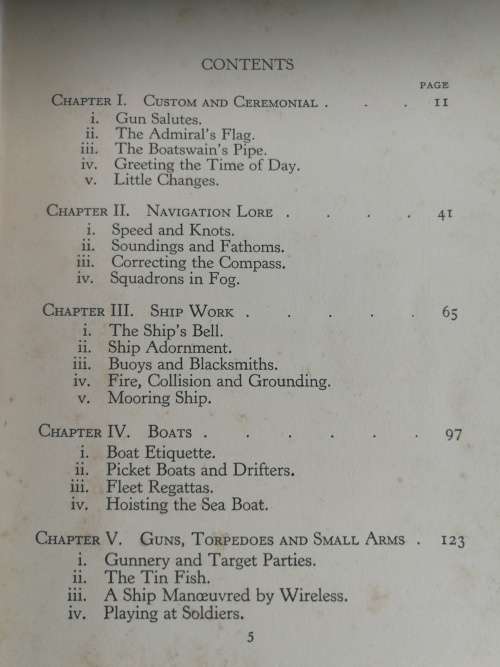 CONTENTS
PAGE
CHAPTER I. CUSTOM AND CEREMONIAL . . . 11
i. Gun Salutes.
ii. The Admiral's Flag.
iii. The Boatswain's Pipe.
iv. Greeting the Time of Day.
v. Little Changes.
CHAPTER II. NAVIGATION LORE . . . . 41
i. Speed and Knots.
ii. Soundings and Fathoms.
iii. Correcting the Compass.
iv. Squadrons in Fog.
CHAPTER III. SHIP WORK . . . . . 65
i. The Ship's Bell.
ii. Ship Adornment.
iii. Buoys and Blacksmiths.
iv. Fire, Collision and Grounding.
v. Mooring Ship.
CHAPTER IV. BOATS . . . . . . 97
i. Boat Etiquette.
ii. Picket Boats and Drifters.
iii. Fleet Regattas.
iv. Hoisting the Sea Boat.
CHAPTER V. GUNS, TORPEDOES AND SMALL ARMS . 123
i. Gunnery and Target Parties.
ii. The Tin Fish.
iii. A Ship Manœuvred by Wireless.
iv. Playing at Soldiers.
5